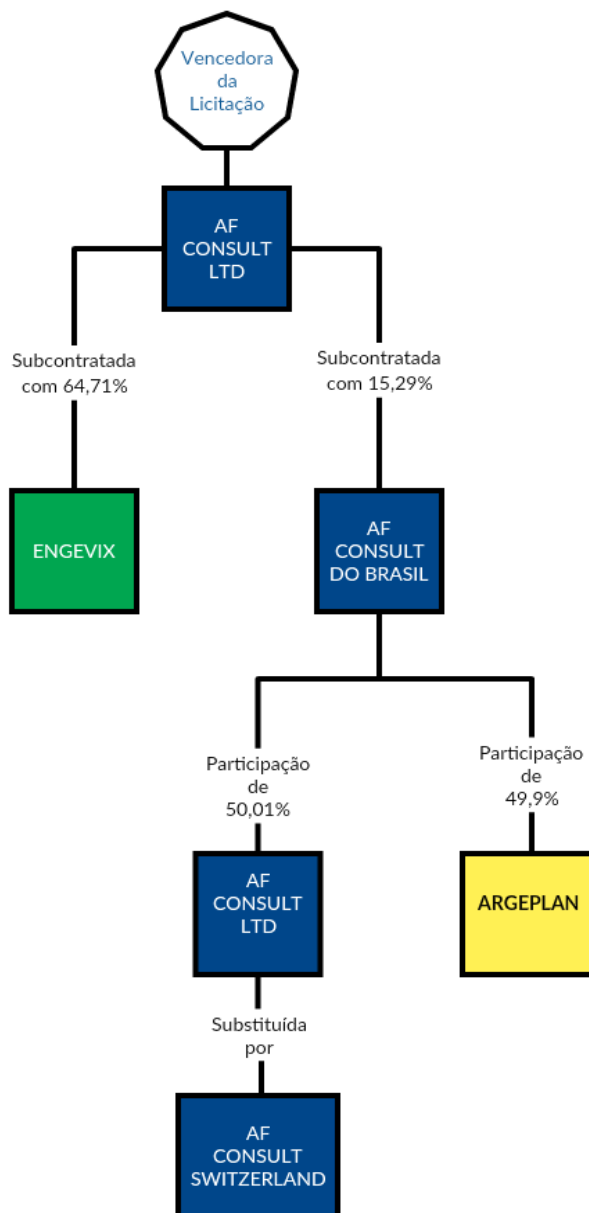 Vencedora
da
Licitação
AF
CONSULT
LTD
Subcontratada
com 64,71%
Subcontratada
com 15,29%
ENGEVIX
AF
CONSULT
DO BRASIL
Participação
de
50,01%
Participação
de
49,9%
AF
CONSULT
LTD
ARGEPLAN
Substituída
por
AF
CONSULT
SWITZERLAND